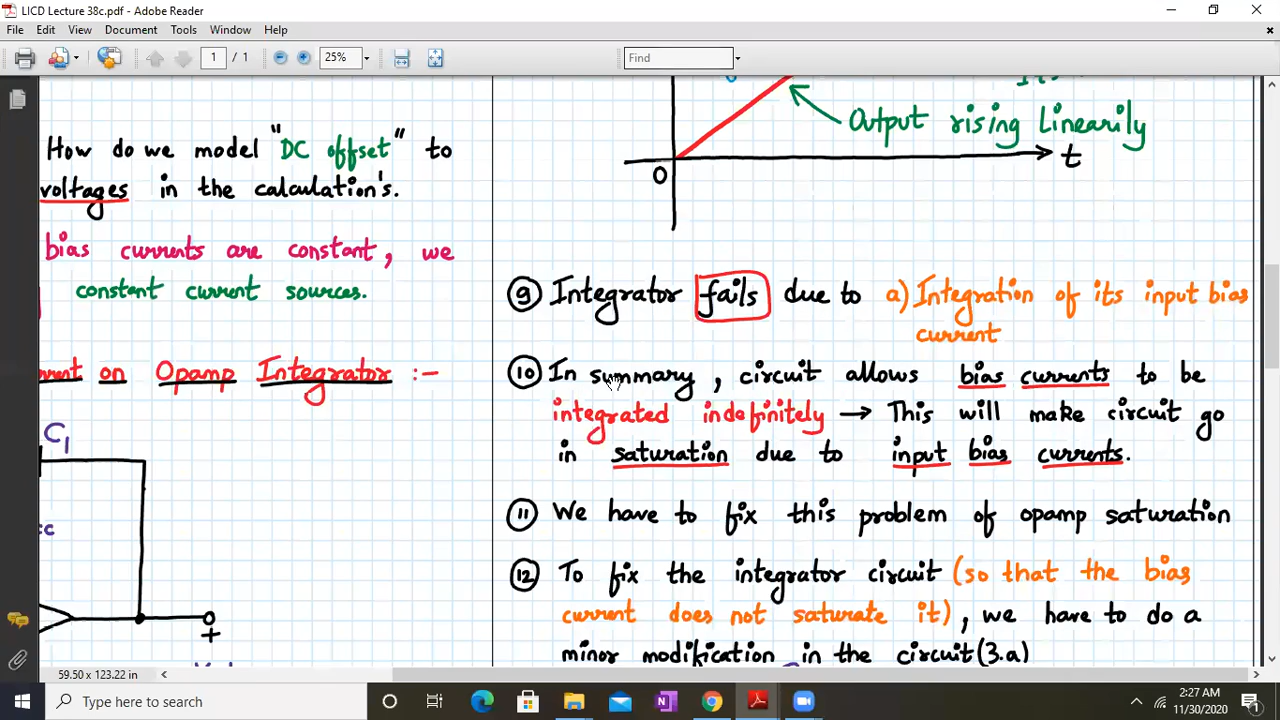 LICD Lecture 38c.pdf - Adobe Reader
File Edit View Document Tools Window Help
1 / 1 25% Find
How do we model "DC offset" to
voltages in the calculation's.
bias currents are constant, we
constant current sources.
on Opamp Integrator :-
C1
cc
+
Output rising Linearily
0
t
9 Integrator fails due to a) Integration of its input bias
current
10 In summary, circuit allows bias currents to be
integrated indefinitely → This will make circuit go
in saturation due to input bias currents.
11 We have to fix this problem of opamp saturation
12 To fix the integrator circuit (so that the bias
current does not saturate it), we have to do a
minor modification in the circuit (3.a)
59.50 x 123.22 in
Type here to search
2:27 AM
11/30/2020